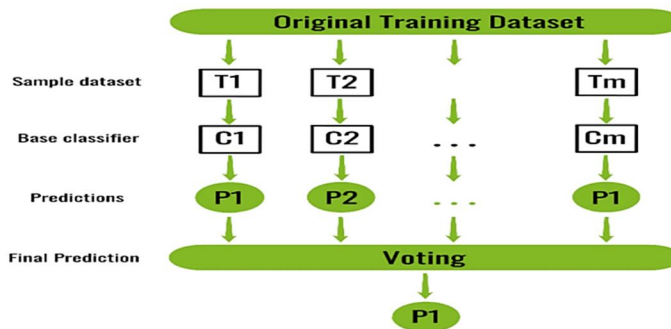 Original Training Dataset
Sample dataset T1 T2 Tm
Base classifier C1 C2 ... Cm
Predictions P1 P2 ... P1
Final Prediction Voting
P1